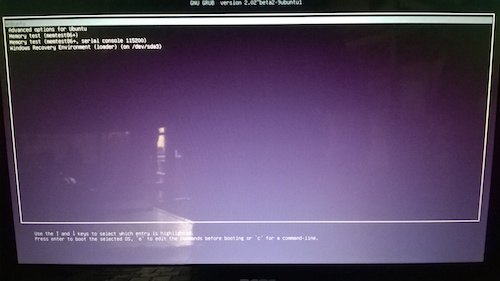 GNU GRUB version 2.02~beta2-9ubuntu1
Advanced options for Ubuntu
Memory test (memtest86+)
Memory test (memtest86+, serial console 115200)
Windows Recovery Environment (loader) (on /dev/sda3)
Use the ↑ and ↓ keys to select which entry is highlighted.
Press enter to boot the selected OS, `e' to edit the commands before booting or `c' for a command-line.